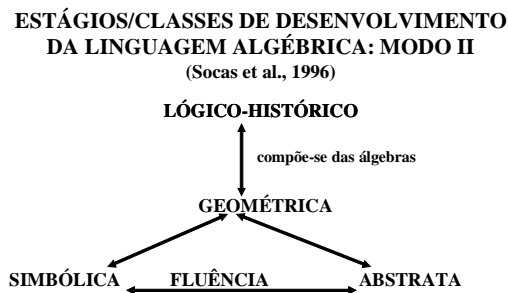 ESTÁGIOS/CLASSES DE DESENVOLVIMENTO
DA LINGUAGEM ALGÉBRICA: MODO II
(Socas et al., 1996)
LÓGICO-HISTÓRICO
compõe-se das álgebras
GEOMÉTRICA
SIMBÓLICA FLUÊNCIA ABSTRATA